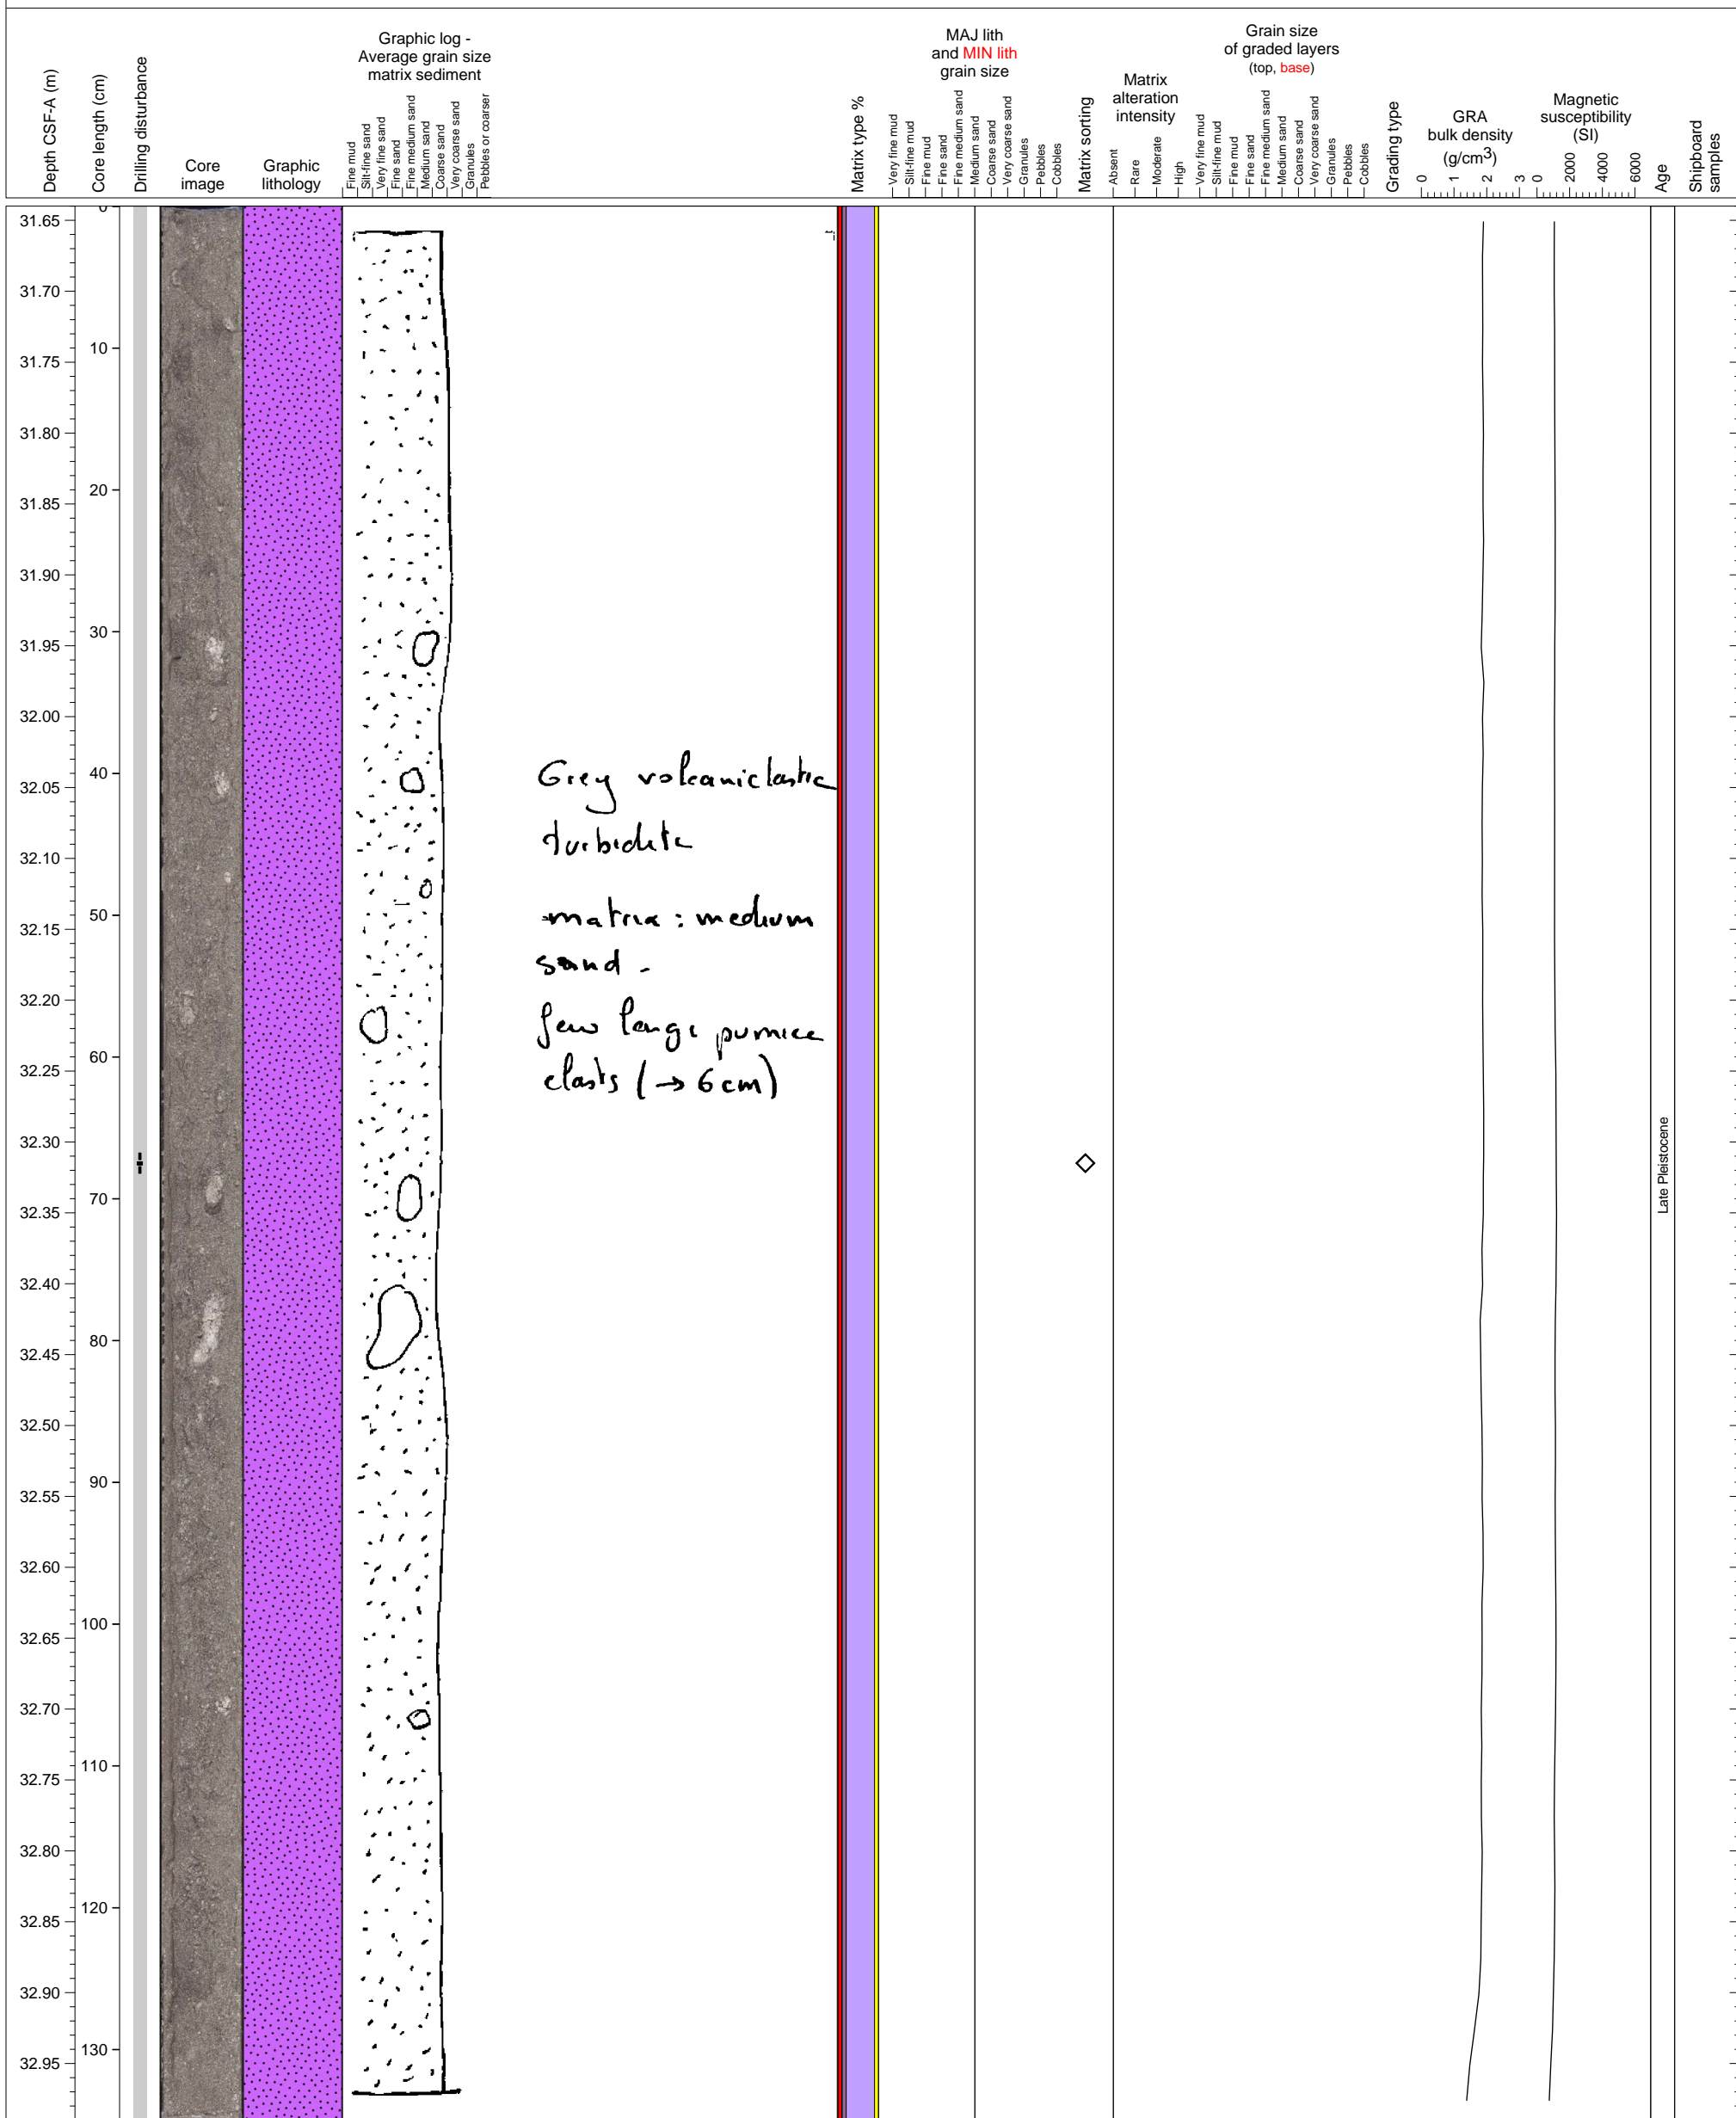 Graphic log -
Average grain size
matrix sediment
MAJ lith
and MIN lith
grain size
Grain size
of graded layers
(top, base)
Matrix
alteration
intensity
GRA
bulk density
(g/cm3)
Magnetic
susceptibility
(SI)
Depth CSF-A (m)
Core length (cm)
Drilling disturbance
Core
image
Graphic
lithology
Fine mud
Silt-fine sand
Very fine sand
Fine sand
Fine medium sand
Medium sand
Coarse sand
Very coarse sand
Granules
Pebbles or coarser
Matrix type %
Very fine mud
Silt-fine mud
Fine mud
Fine sand
Fine medium sand
Medium sand
Coarse sand
Very coarse sand
Granules
Pebbles
Cobbles
Matrix sorting
Absent
Rare
Moderate
High
Very fine mud
Silt-fine mud
Fine mud
Fine sand
Fine medium sand
Medium sand
Coarse sand
Very coarse sand
Granules
Pebbles
Cobbles
Grading type
0 1 2 3
0 2000 4000 6000
Age
Shipboard
samples
0
31.65
31.70
10
31.75
31.80
20
31.85
31.90
30
31.95
32.00
40
32.05
32.10
50
32.15
32.20
60
32.25
32.30
70
32.35
32.40
80
32.45
32.50
90
32.55
32.60
100
32.65
32.70
110
32.75
32.80
120
32.85
32.90
130
32.95
Grey volcaniclastic
turbidite
-matrix : medium
sand -
few large pumice
clasts (→ 6 cm)
Late Pleistocene